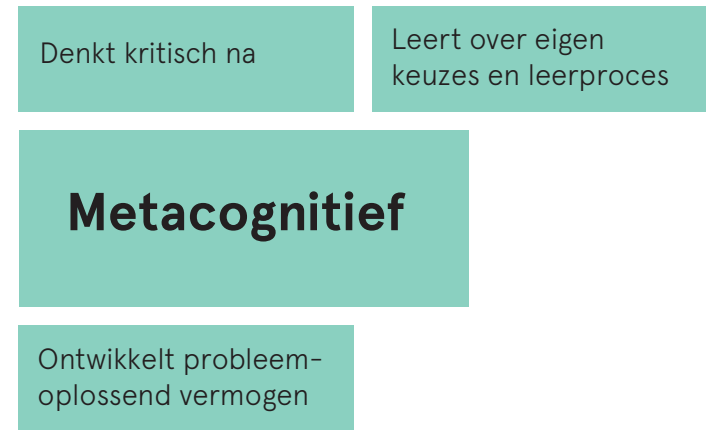 Denkt kritisch na
Leert over eigen
keuzes en leerproces
Metacognitief
Ontwikkelt probleem-
oplossend vermogen